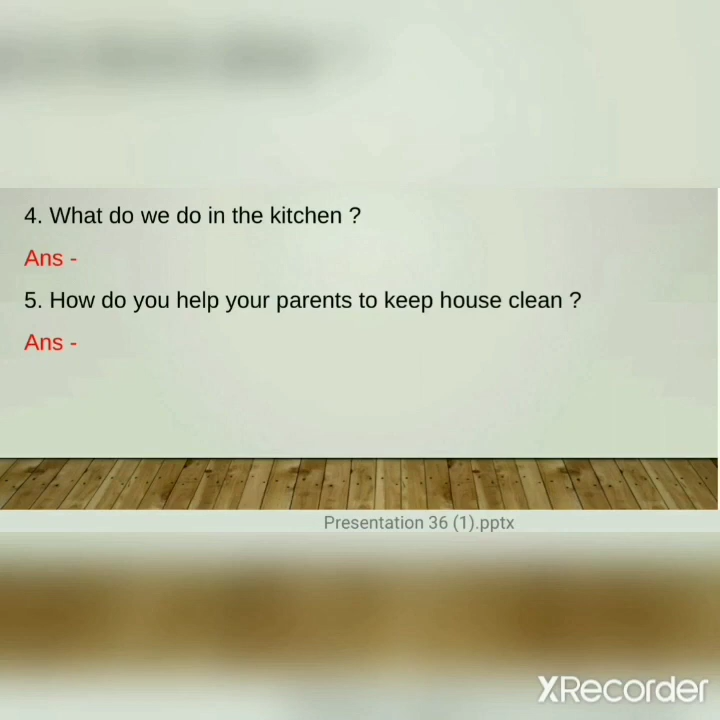 4. What do we do in the kitchen ?
Ans -
5. How do you help your parents to keep house clean ?
Ans -
Presentation 36 (1).pptx
XRecorder